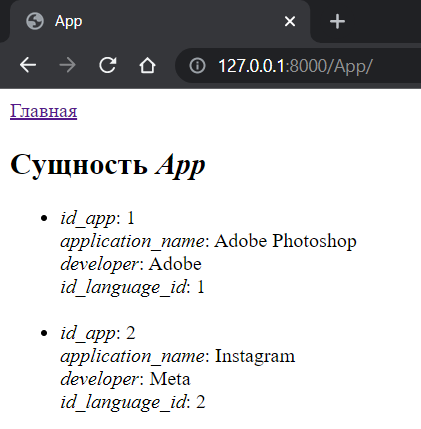 App
127.0.0.1:8000/App/
Главная
Сущность App
id_app: 1
application_name: Adobe Photoshop
developer: Adobe
id_language_id: 1
id_app: 2
application_name: Instagram
developer: Meta
id_language_id: 2